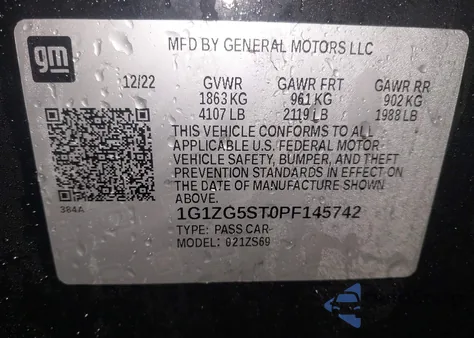 gm
MFD BY GENERAL MOTORS LLC
12/22 GVWR GAWR FRT GAWR RR
1863 KG 961 KG 902 KG
4107 LB 2119 LB 1988 LB
THIS VEHICLE CONFORMS TO ALL
APPLICABLE U.S. FEDERAL MOTOR
VEHICLE SAFETY, BUMPER, AND THEFT
PREVENTION STANDARDS IN EFFECT ON
THE DATE OF MANUFACTURE SHOWN
ABOVE.
384A
1G1ZG5ST0PF145742
TYPE: PASS CAR
MODEL: 021ZS69